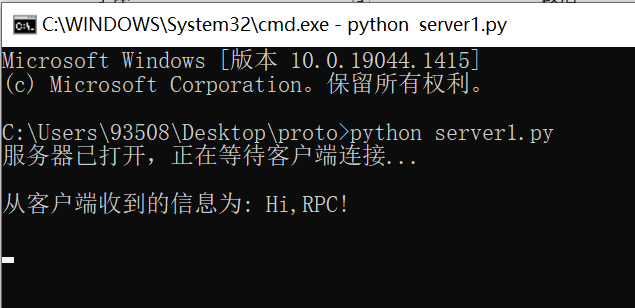 C:\WINDOWS\System32\cmd.exe - python  server1.py
Microsoft Windows [版本 10.0.19044.1415]
(c) Microsoft Corporation。保留所有权利。
C:\Users\93508\Desktop\proto>python server1.py
服务器已打开，正在等待客户端连接...
从客户端收到的信息为: Hi,RPC!